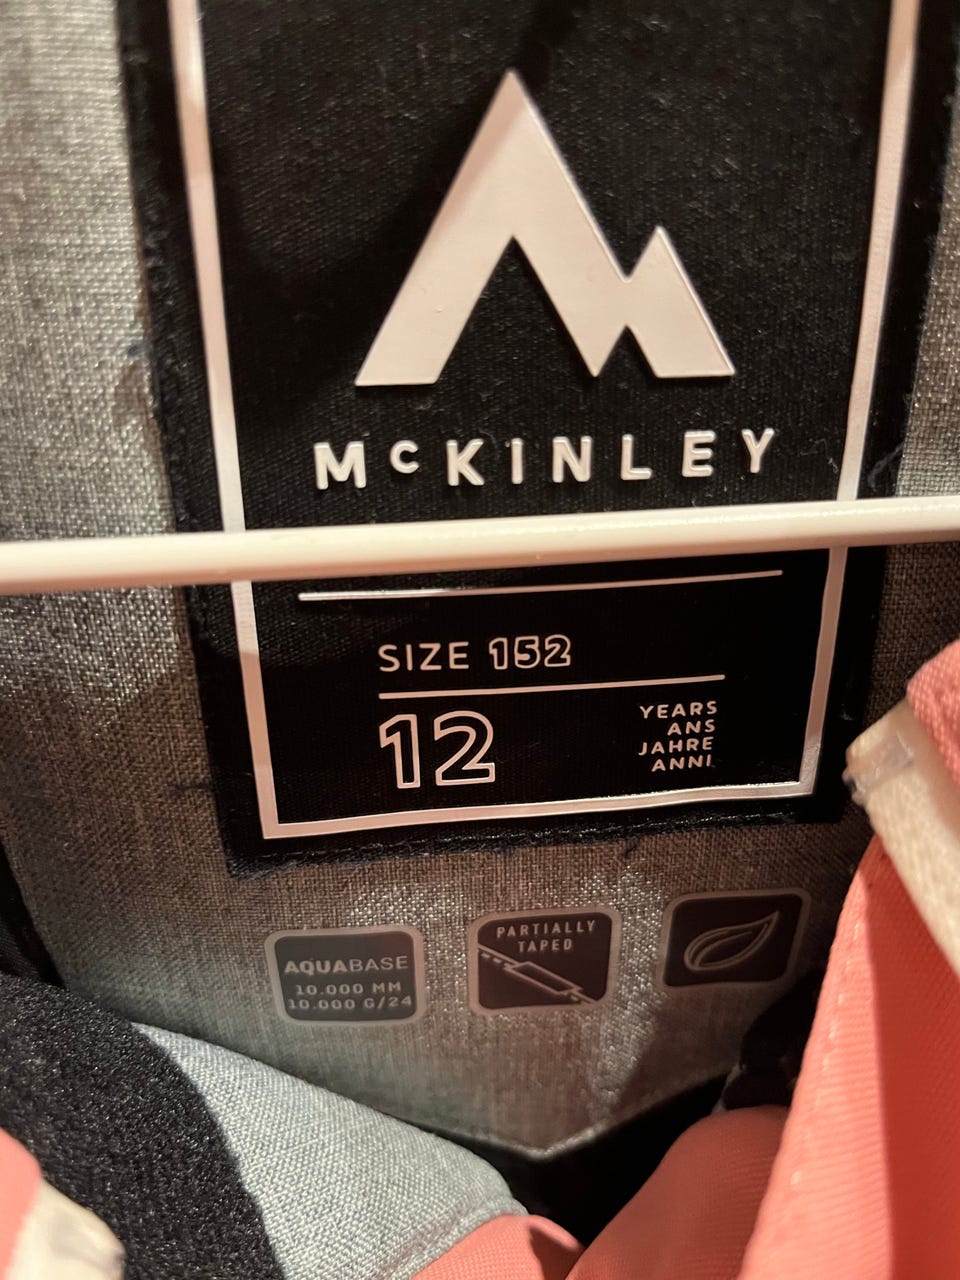 McKINLEY
SIZE 152
12
YEARS
ANS
JAHRE
ANNI
AQUABASE
10.000 MM
10.000 G/24
PARTIALLY
TAPED